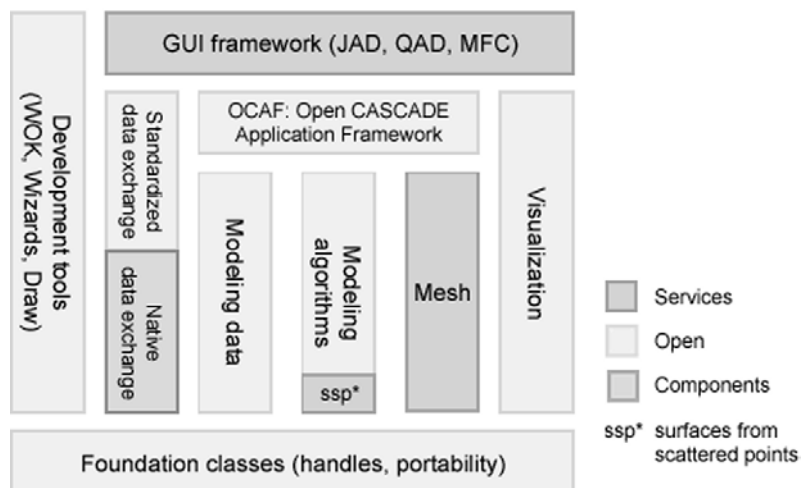 GUI framework (JAD, QAD, MFC)
Development tools
(WOK, Wizards, Draw)
Standardized
data exchange
OCAF: Open CASCADE
Application Framework
Native
data exchange
Modeling data
Modeling
algorithms
ssp*
Mesh
Visualization
Services
Open
Components
ssp* surfaces from
scattered points
Foundation classes (handles, portability)